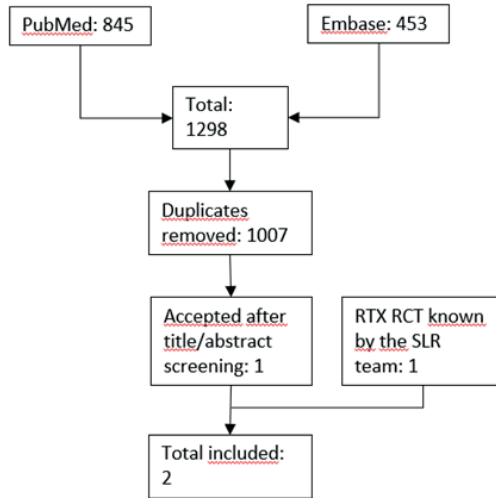 PubMed: 845
Embase: 453
Total:
1298
Duplicates
removed: 1007
Accepted after
title/abstract
screening: 1
RTX RCT known
by the SLR
team: 1
Total included:
2